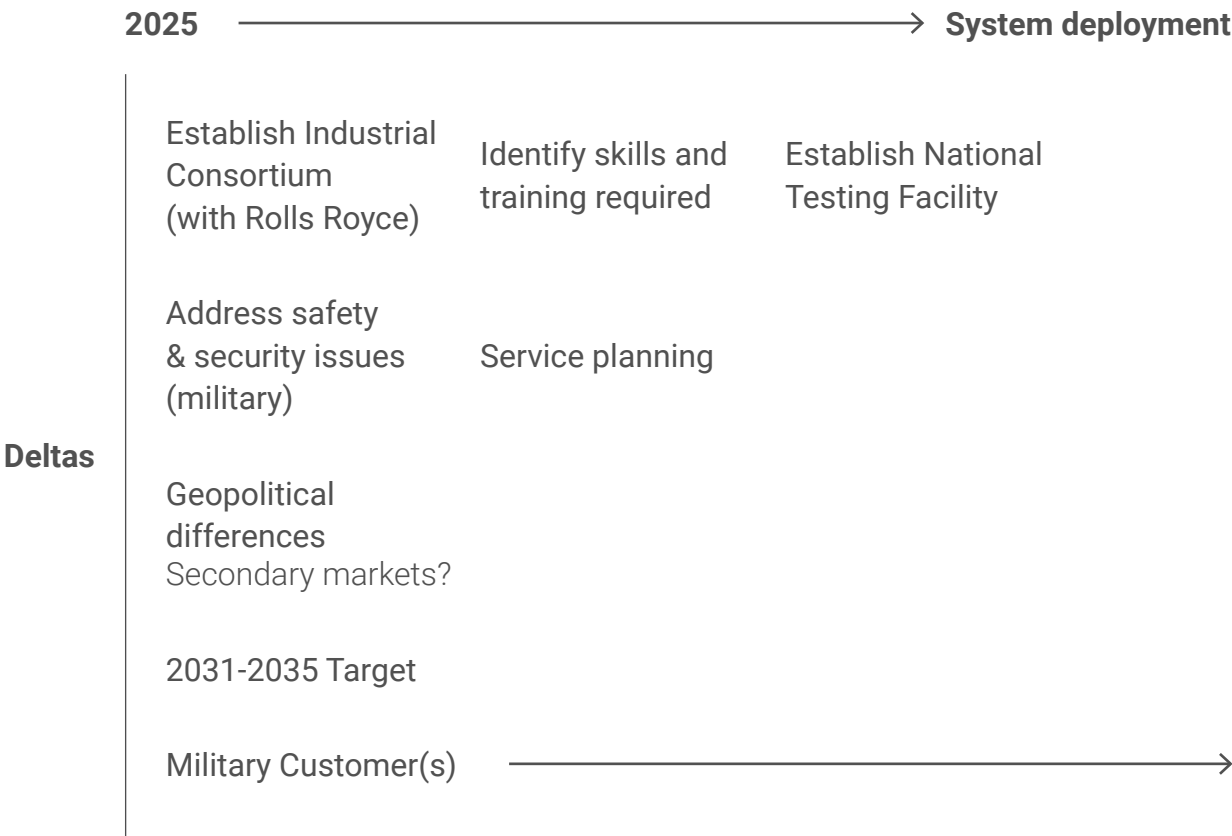 2025
System deployment
Establish Industrial
Consortium
(with Rolls Royce)
Identify skills and
training required
Establish National
Testing Facility
Address safety
& security issues
(military)
Service planning
Deltas
Geopolitical
differences
Secondary markets?
2031-2035 Target
Military Customer(s)